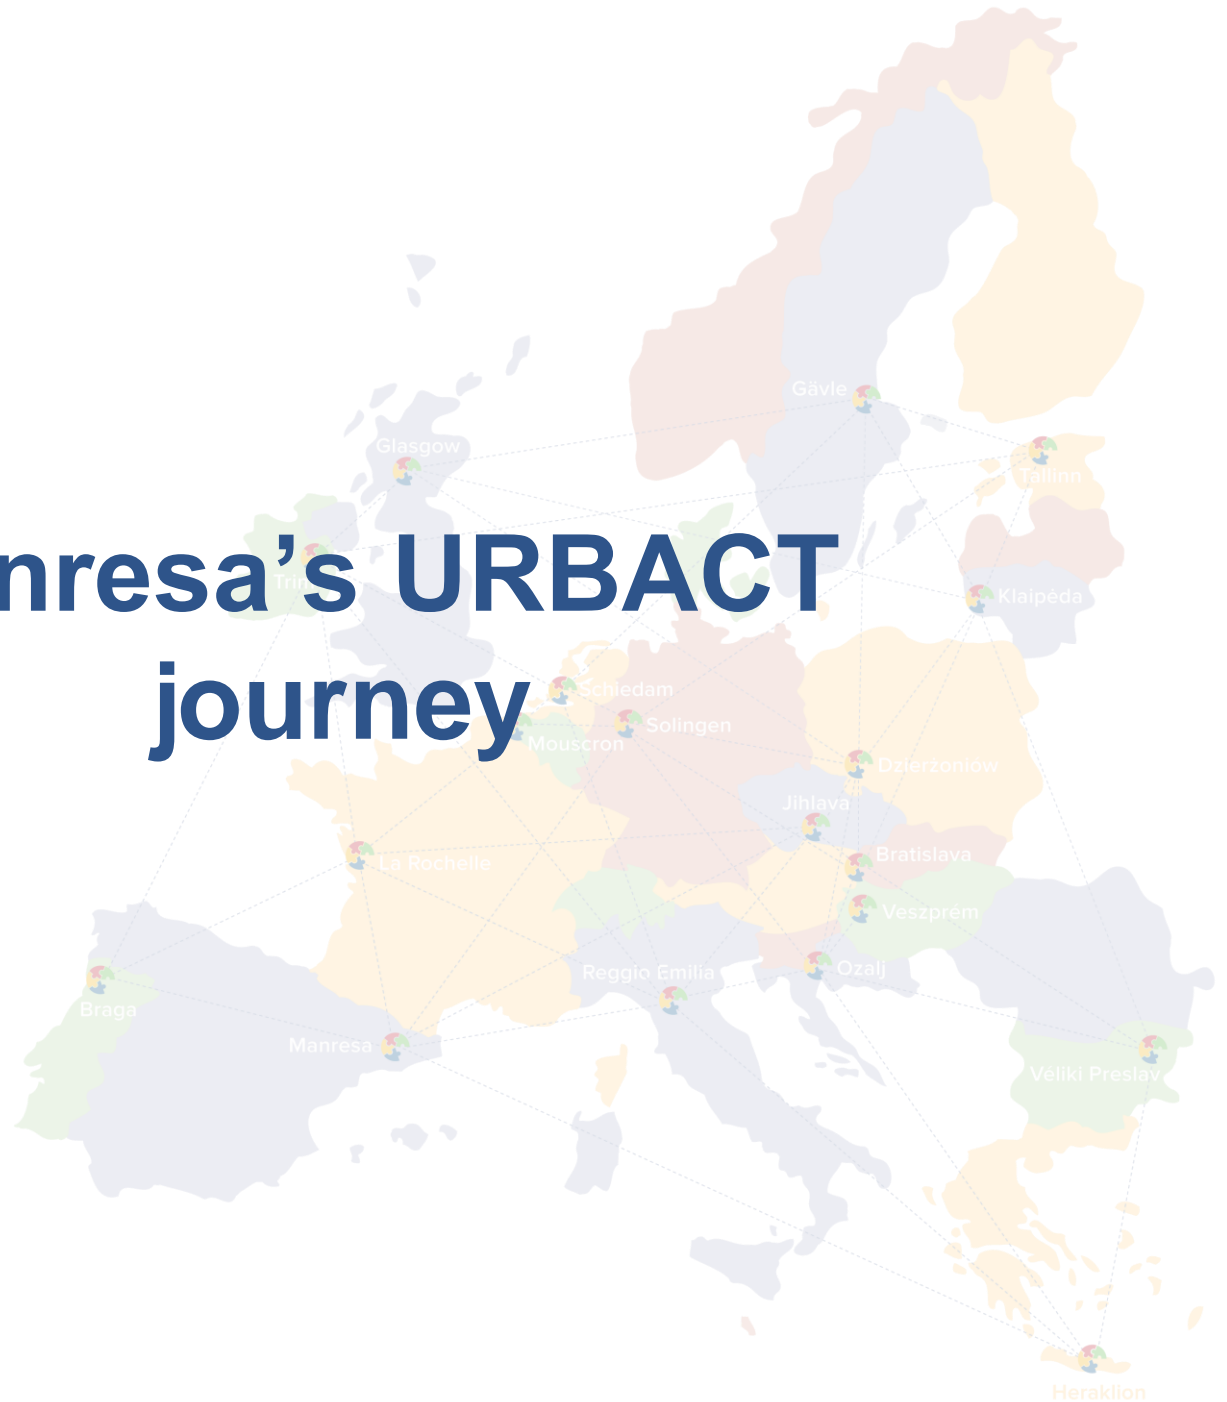 Gävle
Glasgow
Tallinn
nresa’s URBACT
Klaipėda
journey
Schiedam
Solingen
Mouscron
Dzierżoniów
Jihlava
Bratislava
La Rochelle
Veszprém
Ozalj
Reggio Emilia
Braga
Manresa
Véliki Preslav
Heraklion